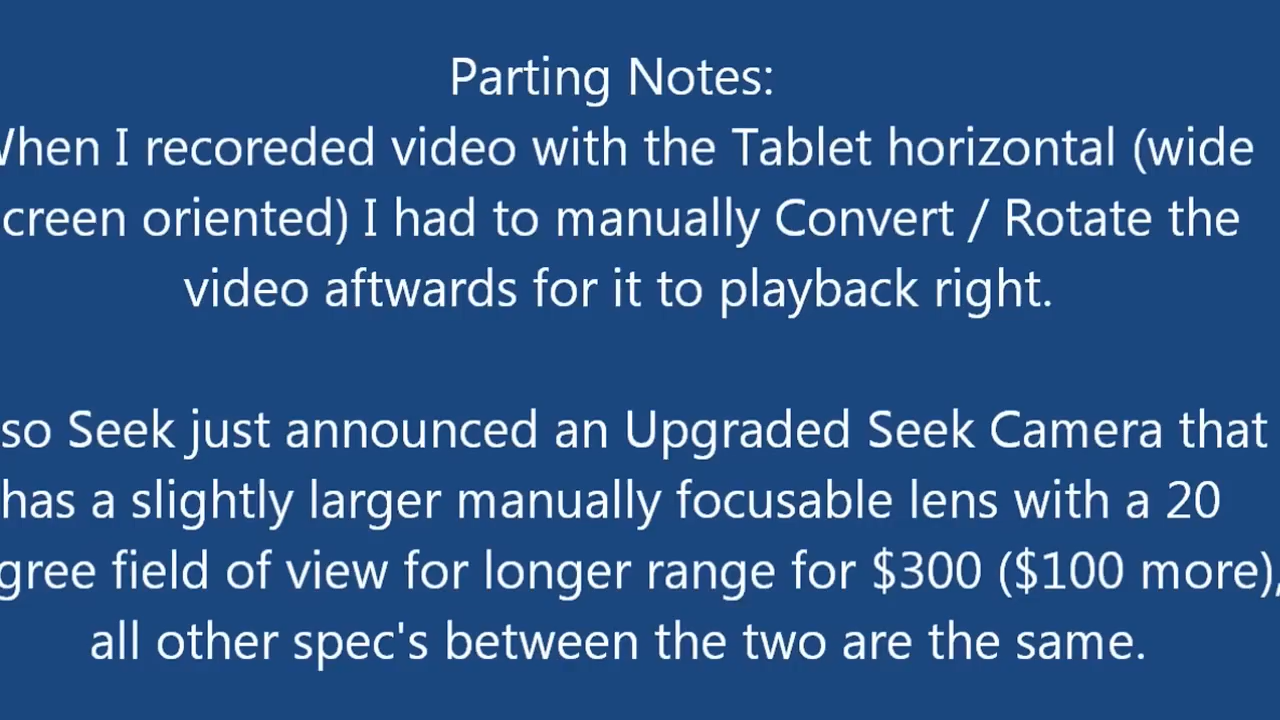 Parting Notes:
When I recoreded video with the Tablet horizontal (wide
creen oriented) I had to manually Convert / Rotate the
video aftwards for it to playback right.
so Seek just announced an Upgraded Seek Camera that
has a slightly larger manually focusable lens with a 20
gree field of view for longer range for $300 ($100 more),
all other spec's between the two are the same.